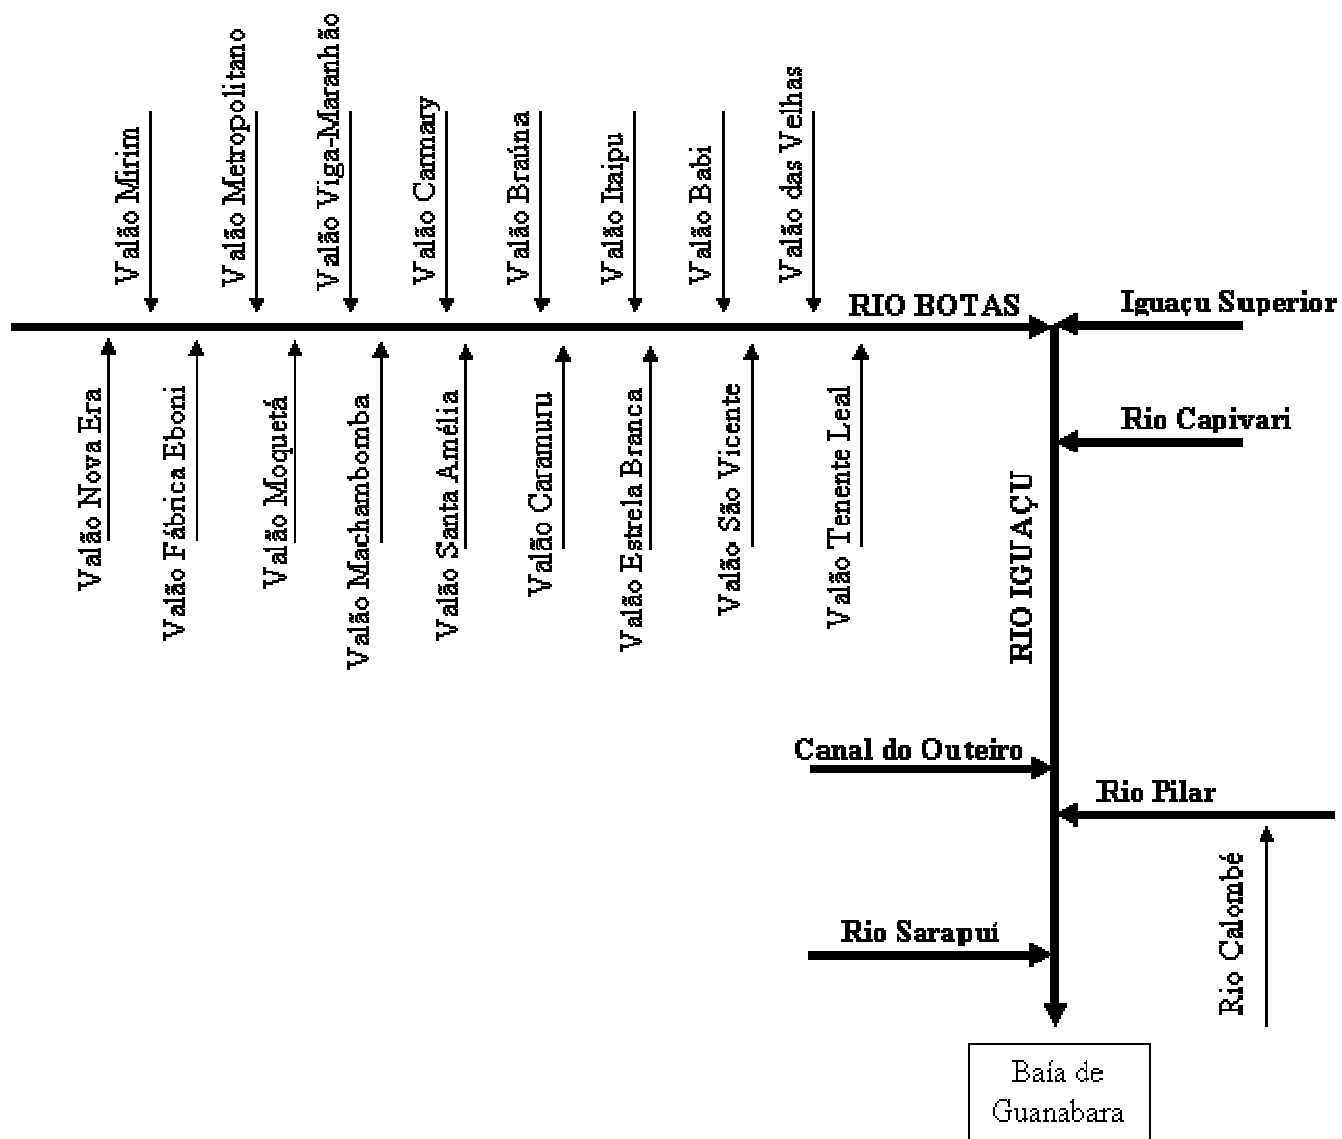 Valão Mirim
Valão Metropolitano
Valão Viga-Maranhão
Valão Carmary
Valão Braúna
Valão Itaipu
Valão Babi
Valão das Velhas
RIO BOTAS
Iguaçu Superior
Valão Nova Era
Valão Fábrica Eboni
Valão Moquetá
Valão Machambomba
Valão Santa Amélia
Valão Caramuru
Valão Estrela Branca
Valão São Vicente
Valão Tenente Leal
Rio Capivari
RIO IGUAÇU
Canal do Outeiro
Rio Pilar
Rio Calombé
Rio Sarapuí
Baía de
Guanabara